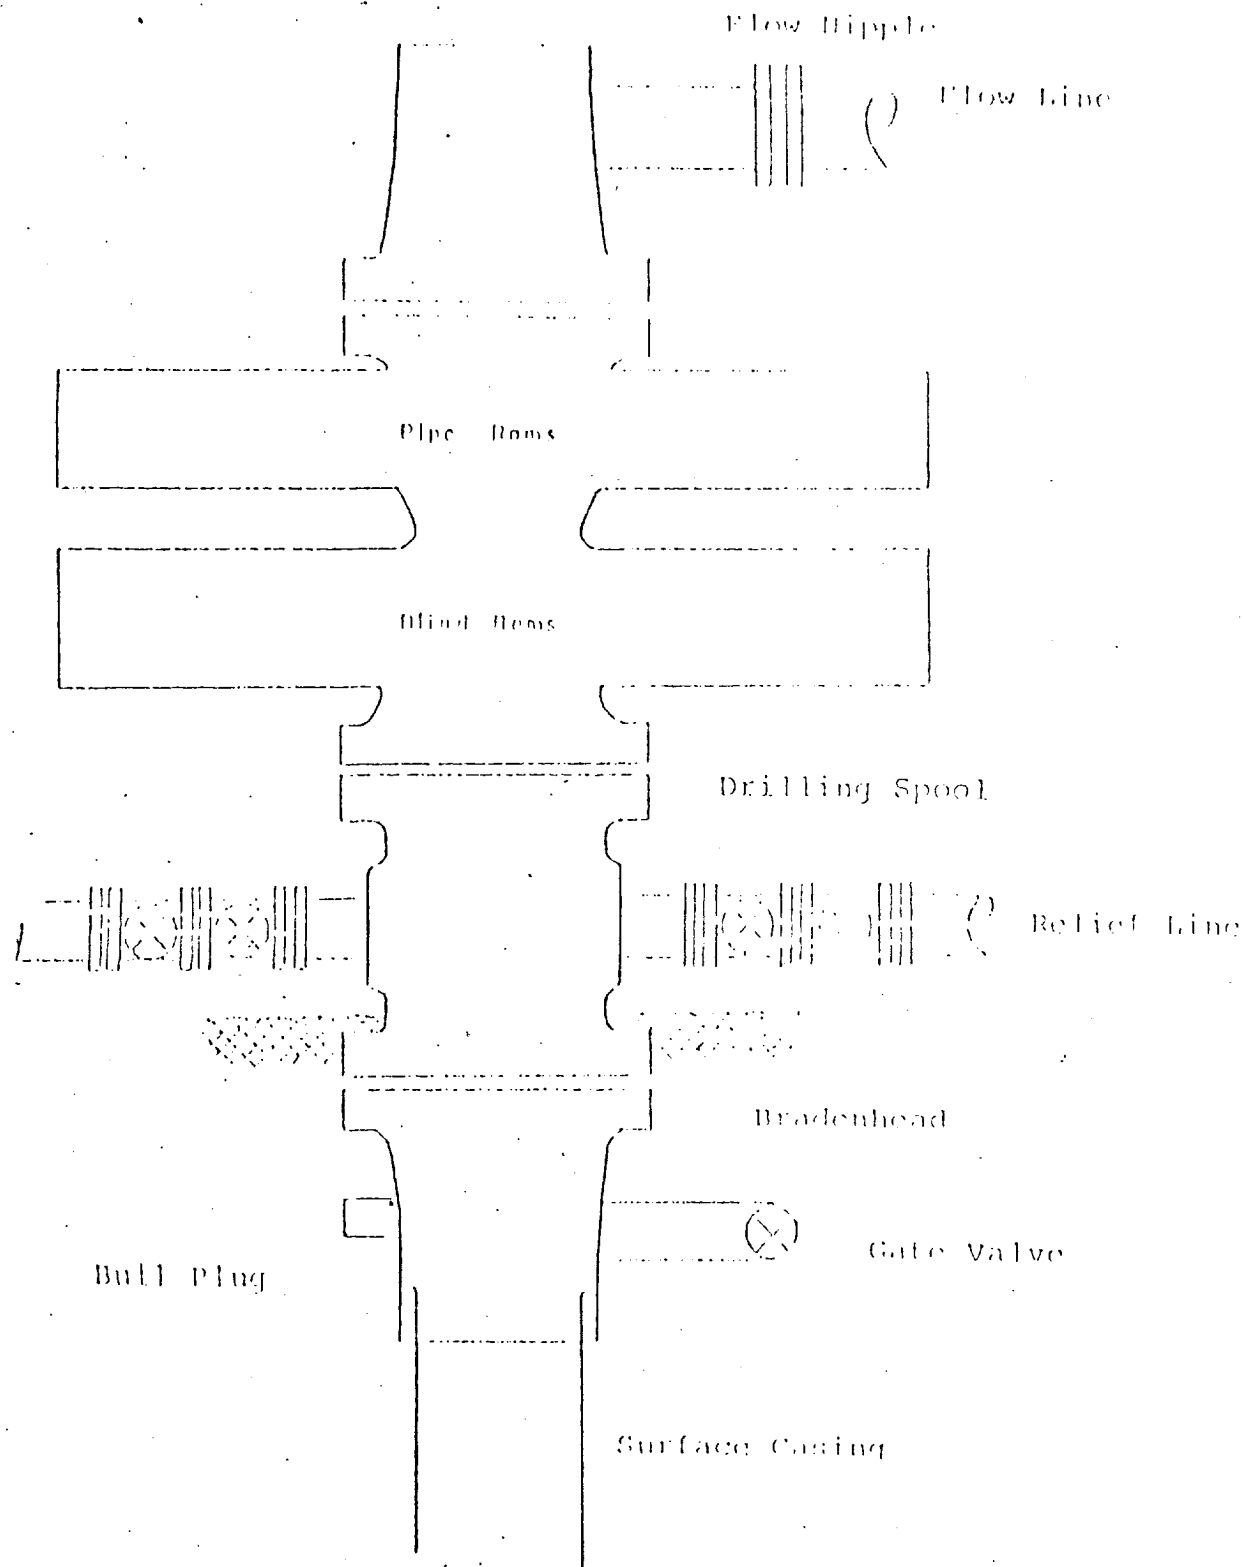 Flow Nipple
Flow Line
Pipe Rams
Blind Rams
Drilling Spool
Relief Line
Bradenhead
Gate Valve
Bull Plug
Surface Casing